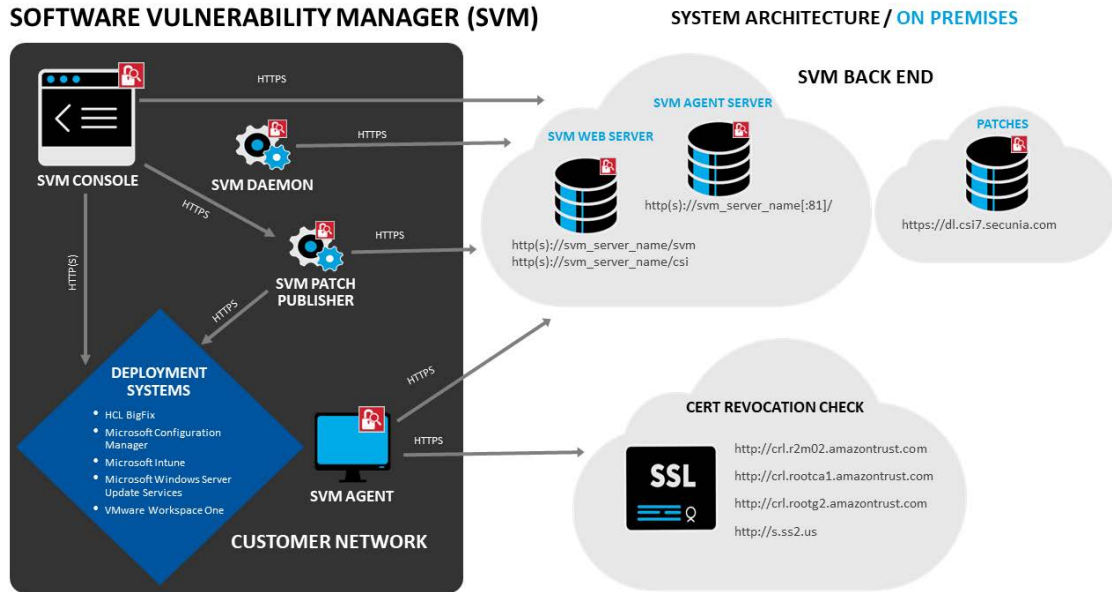 SOFTWARE VULNERABILITY MANAGER (SVM)
SYSTEM ARCHITECTURE / ON PREMISES
SVM CONSOLE
HTTPS
SVM DAEMON
HTTPS
HTTPS
SVM PATCH
PUBLISHER
HTTPS
HTTP(S)
HTTPS
DEPLOYMENT
SYSTEMS
• HCL BigFix
• Microsoft Configuration
Manager
• Microsoft Intune
• Microsoft Windows Server
Update Services
• VMware Workspace One
SVM AGENT
HTTPS
HTTPS
CUSTOMER NETWORK
SVM BACK END
SVM AGENT SERVER
SVM WEB SERVER
http(s)://svm_server_name[:81]/
http(s)://svm_server_name/svm
http(s)://svm_server_name/csi
PATCHES
https://dl.csi7.secunia.com
CERT REVOCATION CHECK
SSL
http://crl.r2m02.amazontrust.com
http://crl.rootca1.amazontrust.com
http://crl.rootg2.amazontrust.com
http://s.ss2.us